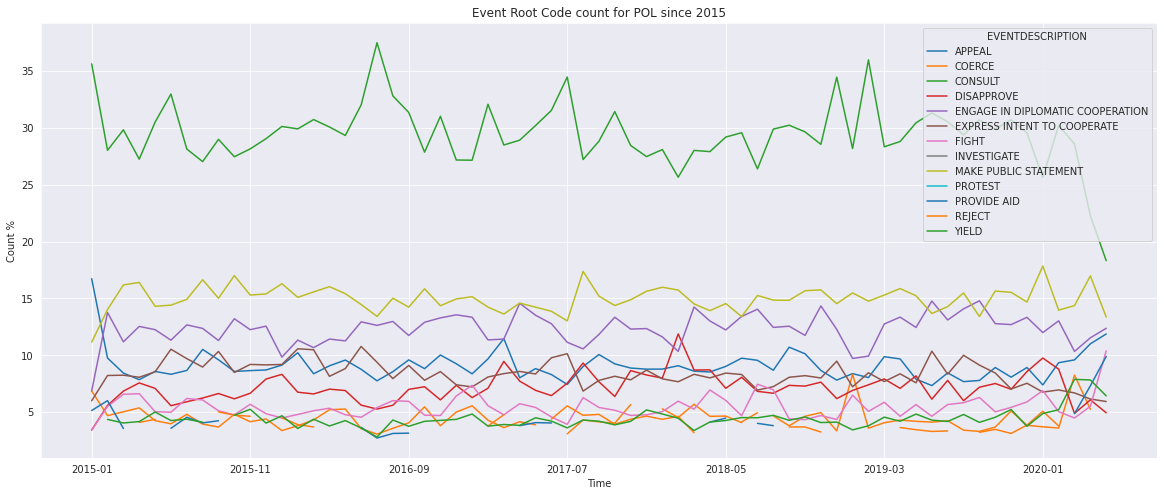 Event Root Code count for POL since 2015
EVENTDESCRIPTION
APPEAL
COERCE
CONSULT
DISAPPROVE
ENGAGE IN DIPLOMATIC COOPERATION
EXPRESS INTENT TO COOPERATE
FIGHT
INVESTIGATE
MAKE PUBLIC STATEMENT
PROTEST
PROVIDE AID
REJECT
YIELD
Count %
35
30
25
20
15
10
5
2015-01
2015-11
2016-09
2017-07
2018-05
2019-03
2020-01
Time